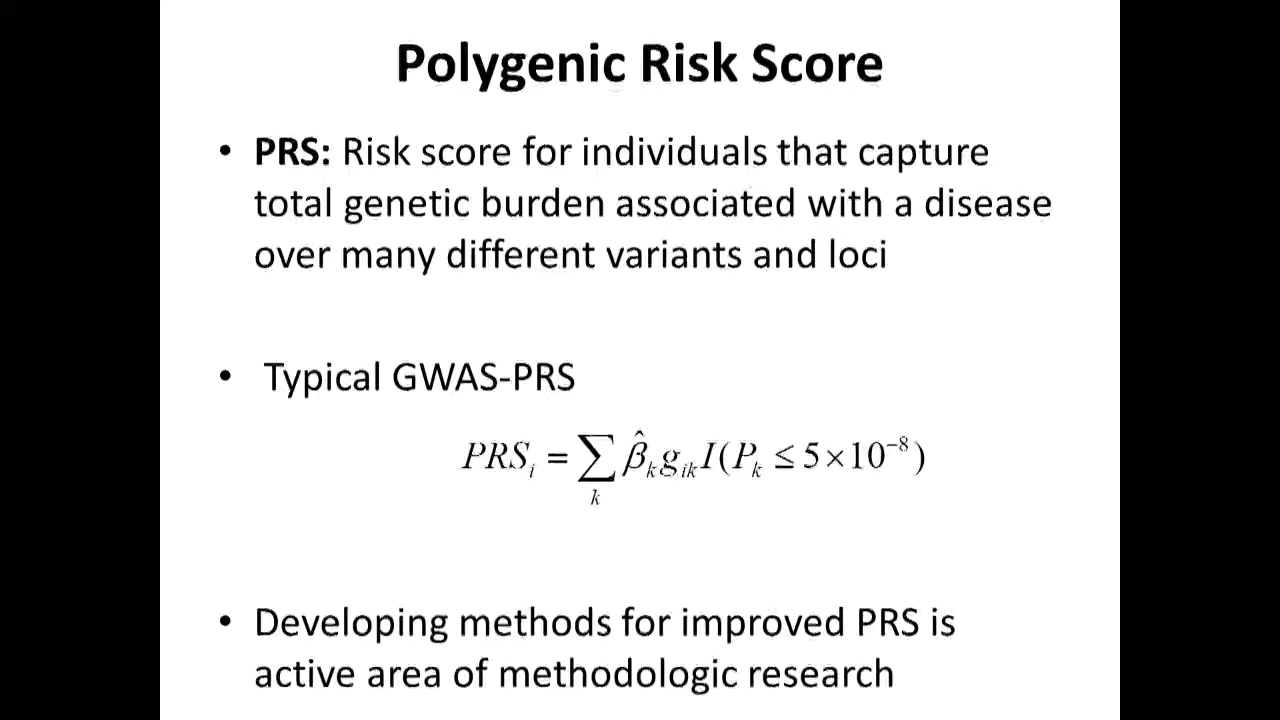 Polygenic Risk Score
• PRS: Risk score for individuals that capture
total genetic burden associated with a disease
over many different variants and loci
• Typical GWAS-PRS
PRS_i = ∑_k β̂_k g_{ik} I(P_k ≤ 5×10^{−8})
• Developing methods for improved PRS is
active area of methodologic research